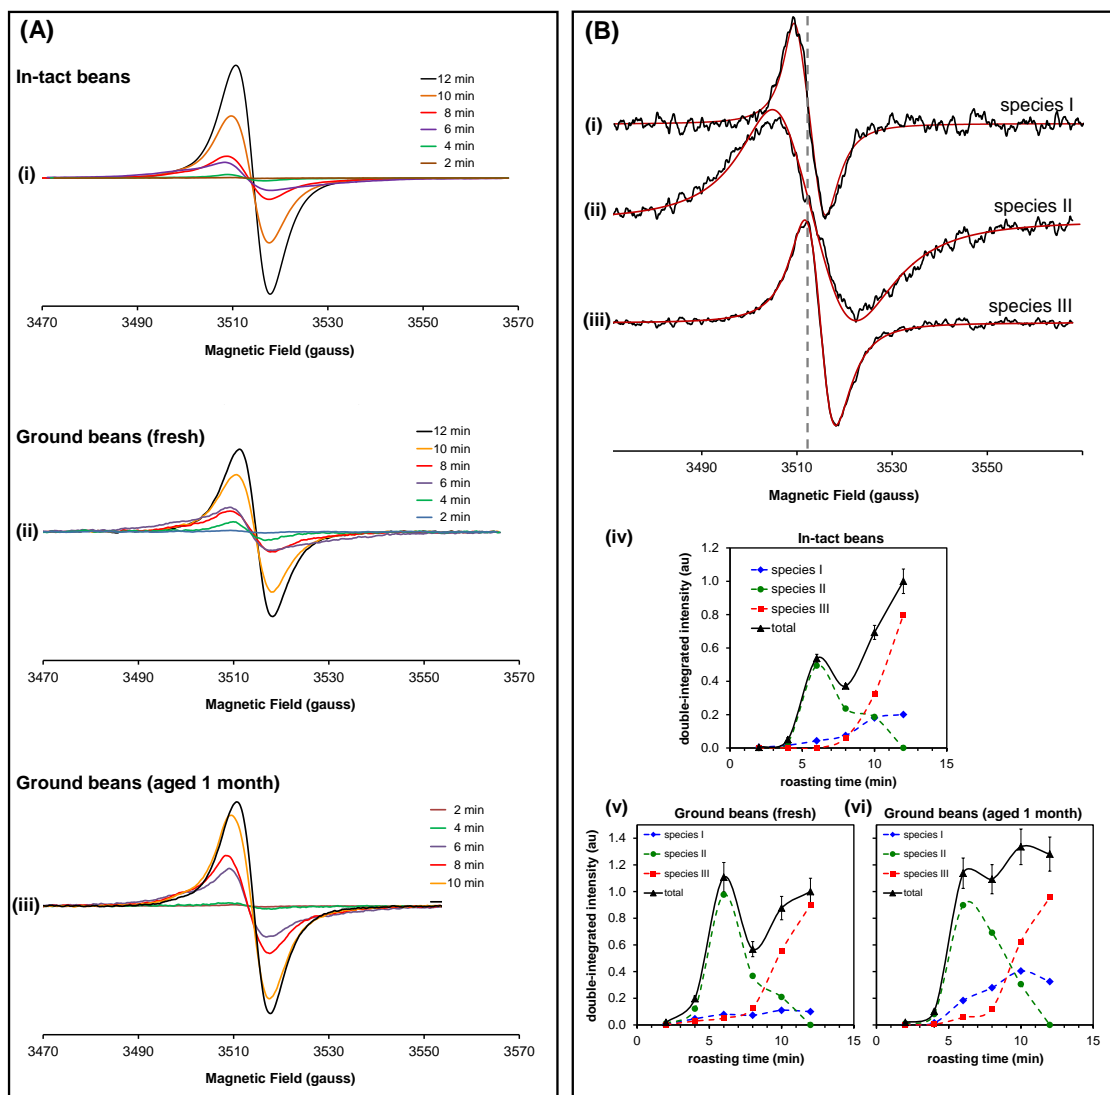 (A)
In-tact beans
12 min
10 min
8 min
6 min
4 min
2 min
(i)
3470 3490 3510 3530 3550 3570
Magnetic Field (gauss)
Ground beans (fresh)
12 min
10 min
8 min
6 min
4 min
2 min
(ii)
3470 3490 3510 3530 3550 3570
Magnetic Field (gauss)
Ground beans (aged 1 month)
2 min
4 min
6 min
8 min
10 min
(iii)
3470 3490 3510 3530 3550 3570
Magnetic Field (gauss)
(B)
species I
(i)
species II
(ii)
species III
(iii)
3490 3510 3530 3550
Magnetic Field (gauss)
(iv)
In-tact beans
double-integrated intensity (au)
1.2
1.0
0.8
0.6
0.4
0.2
0.0
species I
species II
species III
total
0 5 10 15
roasting time (min)
(v)
Ground beans (fresh)
double-integrated intensity (au)
1.4
1.2
1.0
0.8
0.6
0.4
0.2
0.0
species I
species II
species III
total
0 5 10 15
roasting time (min)
(vi)
Ground beans (aged 1 month)
species I
species II
species III
total
0 5 10 15
roasting time (min)